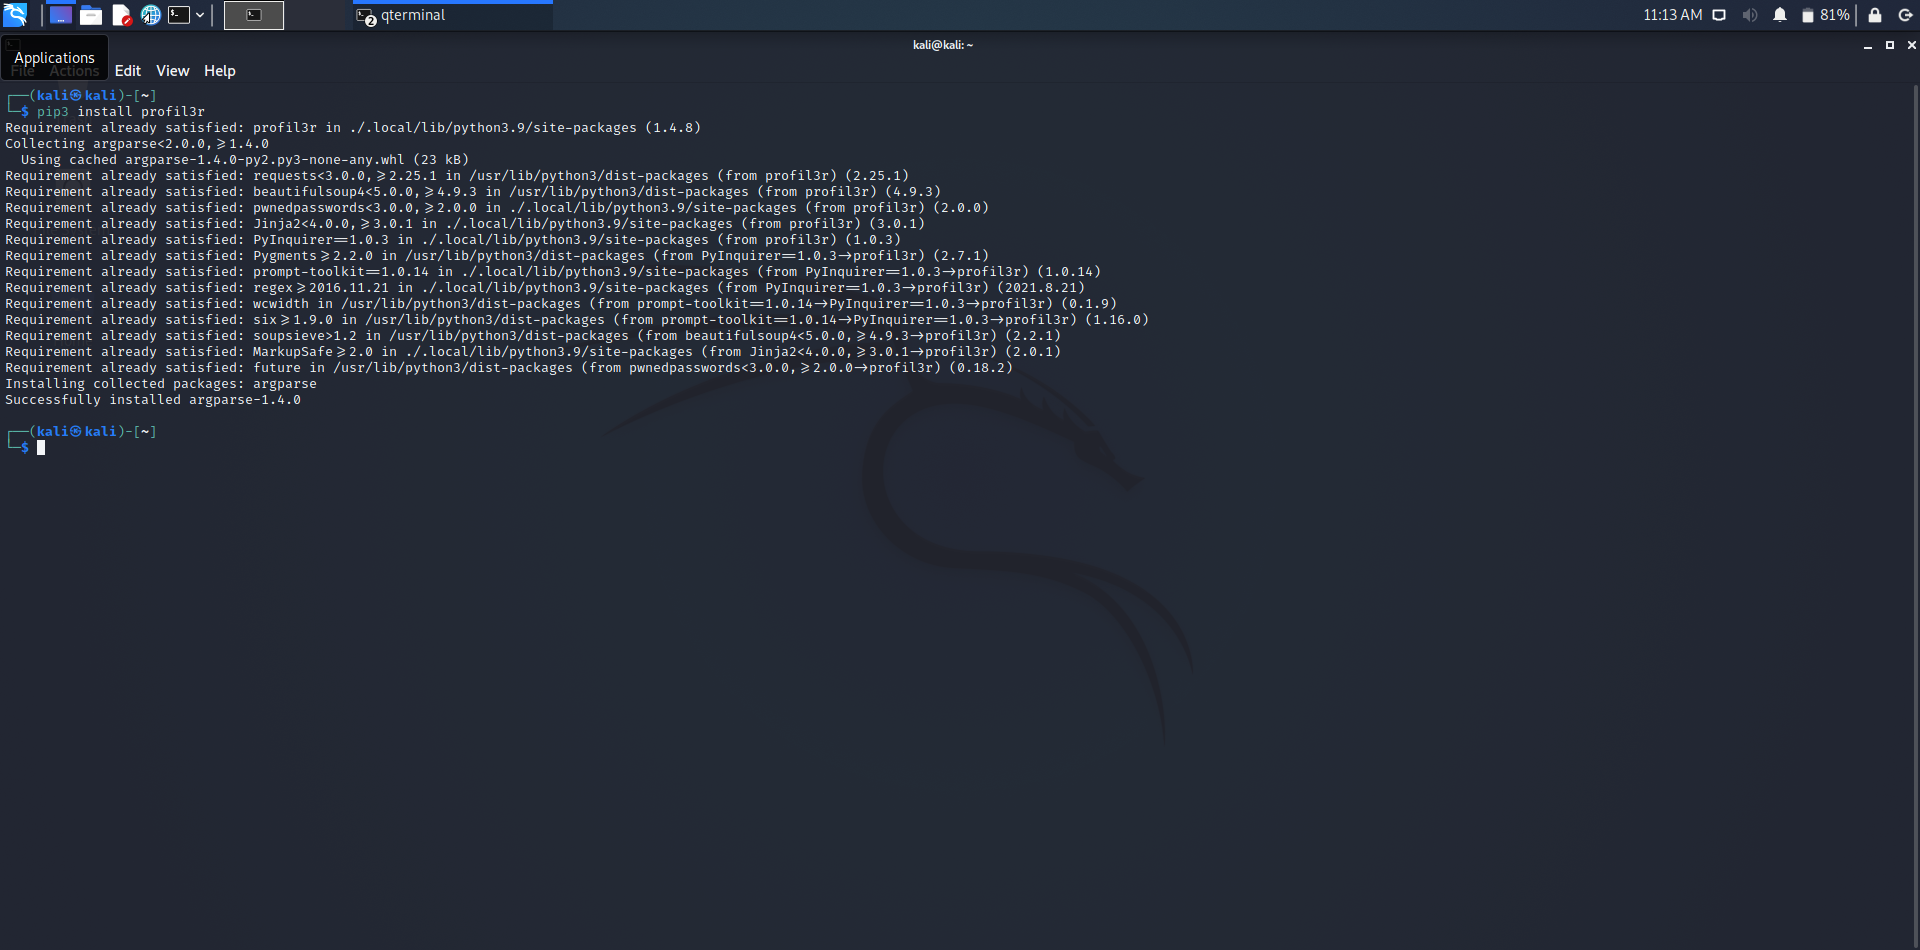 qterminal
11:13 AM
81%
kali@kali: ~
Applications
File Actions Edit View Help
┌──(kali㉿kali)-[~]
└─$ pip3 install profil3r
Requirement already satisfied: profil3r in ./.local/lib/python3.9/site-packages (1.4.8)
Collecting argparse<2.0.0,≥1.4.0
  Using cached argparse-1.4.0-py2.py3-none-any.whl (23 kB)
Requirement already satisfied: requests<3.0.0,≥2.25.1 in /usr/lib/python3/dist-packages (from profil3r) (2.25.1)
Requirement already satisfied: beautifulsoup4<5.0.0,≥4.9.3 in /usr/lib/python3/dist-packages (from profil3r) (4.9.3)
Requirement already satisfied: pwnedpasswords<3.0.0,≥2.0.0 in ./.local/lib/python3.9/site-packages (from profil3r) (2.0.0)
Requirement already satisfied: Jinja2<4.0.0,≥3.0.1 in ./.local/lib/python3.9/site-packages (from profil3r) (3.0.1)
Requirement already satisfied: PyInquirer==1.0.3 in ./.local/lib/python3.9/site-packages (from profil3r) (1.0.3)
Requirement already satisfied: Pygments≥2.2.0 in /usr/lib/python3/dist-packages (from PyInquirer==1.0.3→profil3r) (2.7.1)
Requirement already satisfied: prompt-toolkit==1.0.14 in ./.local/lib/python3.9/site-packages (from PyInquirer==1.0.3→profil3r) (1.0.14)
Requirement already satisfied: regex≥2016.11.21 in ./.local/lib/python3.9/site-packages (from PyInquirer==1.0.3→profil3r) (2021.8.21)
Requirement already satisfied: wcwidth in /usr/lib/python3/dist-packages (from prompt-toolkit==1.0.14→PyInquirer==1.0.3→profil3r) (0.1.9)
Requirement already satisfied: six≥1.9.0 in /usr/lib/python3/dist-packages (from prompt-toolkit==1.0.14→PyInquirer==1.0.3→profil3r) (1.16.0)
Requirement already satisfied: soupsieve>1.2 in /usr/lib/python3/dist-packages (from beautifulsoup4<5.0.0,≥4.9.3→profil3r) (2.2.1)
Requirement already satisfied: MarkupSafe≥2.0 in ./.local/lib/python3.9/site-packages (from Jinja2<4.0.0,≥3.0.1→profil3r) (2.0.1)
Requirement already satisfied: future in /usr/lib/python3/dist-packages (from pwnedpasswords<3.0.0,≥2.0.0→profil3r) (0.18.2)
Installing collected packages: argparse
Successfully installed argparse-1.4.0
┌──(kali㉿kali)-[~]
└─$